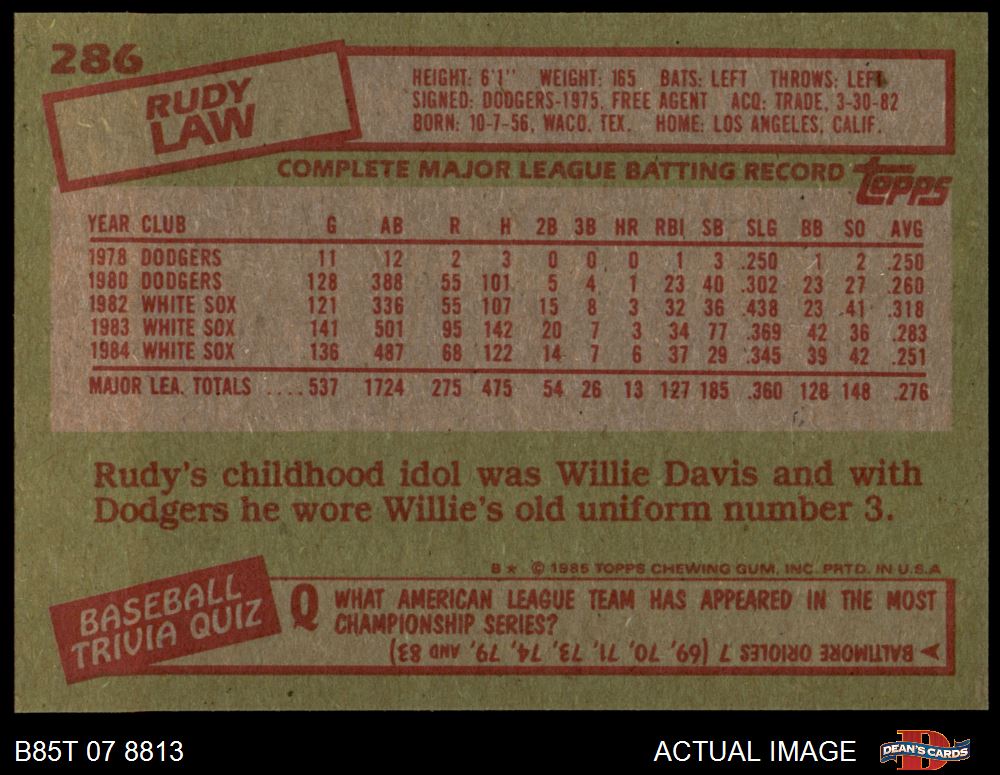 286
RUDY
LAW
HEIGHT: 6'1" WEIGHT: 165 BATS: LEFT THROWS: LEFT
SIGNED: DODGERS-1975, FREE AGENT ACQ: TRADE, 3-30-82
BORN: 10-7-56, WACO, TEX. HOME: LOS ANGELES, CALIF.
COMPLETE MAJOR LEAGUE BATTING RECORD topps
YEAR CLUB G AB R H 2B 3B HR RBI SB SLG BB SO AVG
1978 DODGERS 11 12 2 3 0 0 0 1 3 .250 1 2 .250
1980 DODGERS 128 388 55 101 5 4 1 23 40 .302 23 27 .260
1982 WHITE SOX 121 336 55 107 15 8 3 32 36 .438 23 41 .318
1983 WHITE SOX 141 501 95 142 20 7 3 34 77 .369 42 36 .283
1984 WHITE SOX 136 487 68 122 14 7 6 37 29 .345 39 42 .251
MAJOR LEA. TOTALS .... 537 1724 275 475 54 26 13 127 185 .360 128 148 .276
Rudy's childhood idol was Willie Davis and with
Dodgers he wore Willie's old uniform number 3.
B* © 1985 TOPPS CHEWING GUM, INC. PRTD. IN U.S.A
BASEBALL
TRIVIA QUIZ
Q WHAT AMERICAN LEAGUE TEAM HAS APPEARED IN THE MOST
CHAMPIONSHIP SERIES?
BALTIMORE ORIOLES 7 (69, 70, 71, 73, 74, 79, AND 83)
B85T 07 8813
ACTUAL IMAGE
D
DEAN'S CARDS